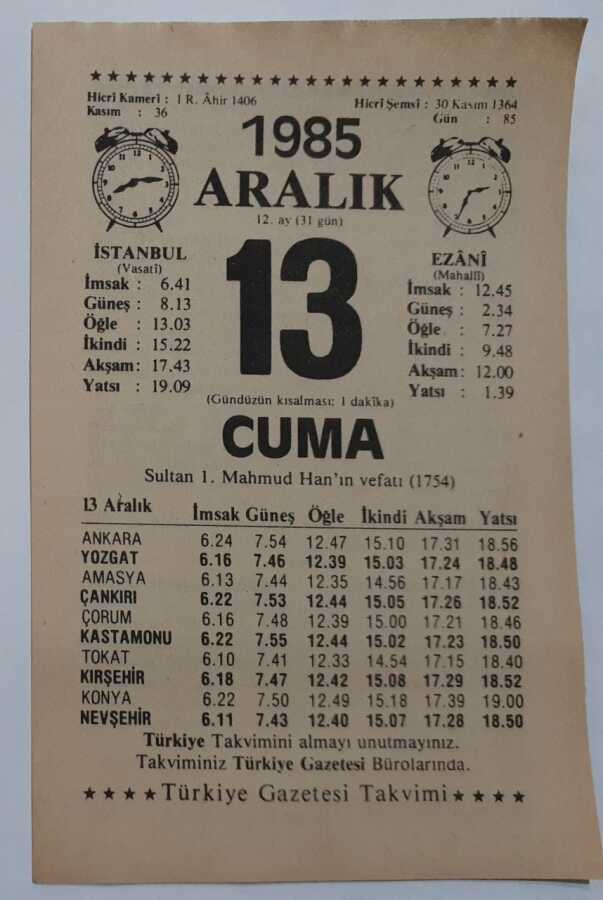 ★ ★ ★ ★ ★ ★ ★ ★ ★ ★ ★ ★ ★ ★ ★ ★ ★ ★ ★ ★ ★ ★
Hicrî Kamerî : 1 R. Âhir 1406
Kasım : 36
Hicrî Şemsî : 30 Kasım 1364
Gün : 85
1985
ARALIK
12. ay (31 gün)
13
İSTANBUL
(Vasatî)
İmsak : 6.41
Güneş : 8.13
Öğle : 13.03
İkindi : 15.22
Akşam : 17.43
Yatsı : 19.09
EZÂNÎ
(Mahallî)
İmsak : 12.45
Güneş : 2.34
Öğle : 7.27
İkindi : 9.48
Akşam : 12.00
Yatsı : 1.39
(Gündüzün kısalması: 1 dakîka)
CUMA
Sultan 1. Mahmud Han'ın vefatı (1754)
13 Aralık İmsak Güneş Öğle İkindi Akşam Yatsı
ANKARA 6.24 7.54 12.47 15.10 17.31 18.56
YOZGAT 6.16 7.46 12.39 15.03 17.24 18.48
AMASYA 6.13 7.44 12.35 14.56 17.17 18.43
ÇANKIRI 6.22 7.53 12.44 15.05 17.26 18.52
ÇORUM 6.16 7.48 12.39 15.00 17.21 18.46
KASTAMONU 6.22 7.55 12.44 15.02 17.23 18.50
TOKAT 6.10 7.41 12.33 14.54 17.15 18.40
KIRŞEHİR 6.18 7.47 12.42 15.08 17.29 18.52
KONYA 6.22 7.50 12.49 15.18 17.39 19.00
NEVŞEHİR 6.11 7.43 12.40 15.07 17.28 18.50
Türkiye Takvimini almayı unutmayınız.
Takviminiz Türkiye Gazetesi Bürolarında.
★ ★ ★ ★ Türkiye Gazetesi Takvimi ★ ★ ★ ★